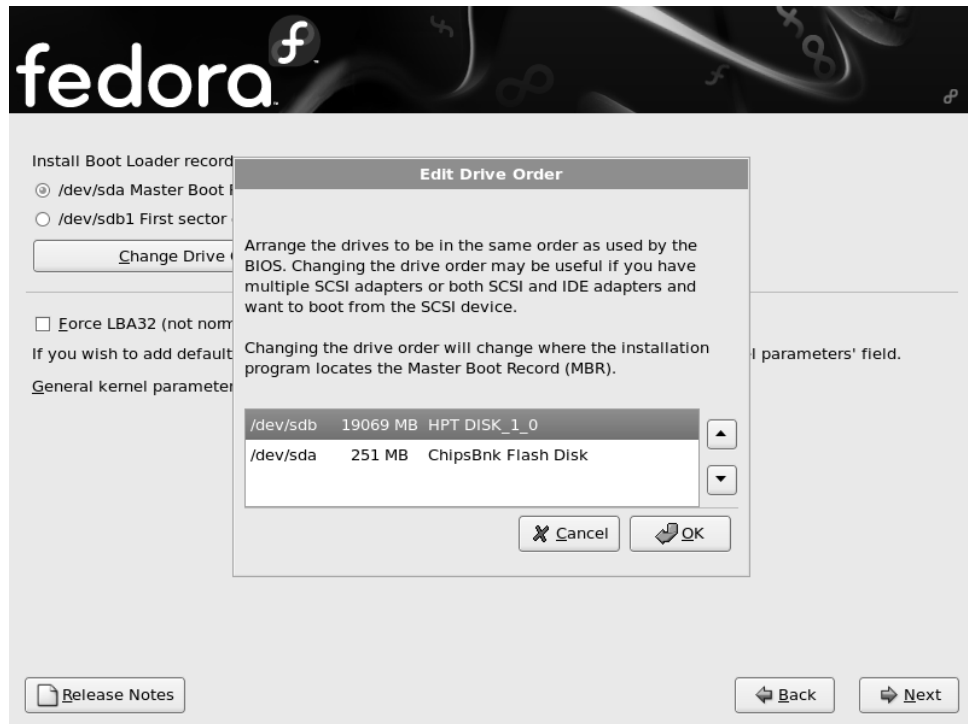 fedora
Install Boot Loader record
/dev/sda Master Boot
/dev/sdb1 First sector
Change Drive
Force LBA32 (not
If you wish to add default
l parameters' field.
General kernel
Edit Drive Order
Arrange the drives to be in the same order as used by the
BIOS. Changing the drive order may be useful if you have
multiple SCSI adapters or both SCSI and IDE adapters and
want to boot from the SCSI device.
Changing the drive order will change where the installation
program locates the Master Boot Record (MBR).
/dev/sdb 19069 MB HPT DISK_1_0
/dev/sda 251 MB ChipsBnk Flash Disk
Cancel
OK
Release Notes
Back
Next